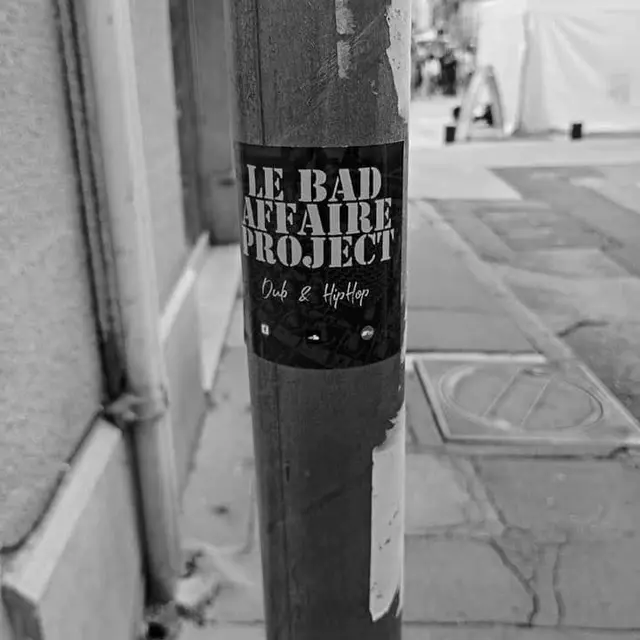 LE BAD
AFFAIRE
PROJECT
Dub & HipHop